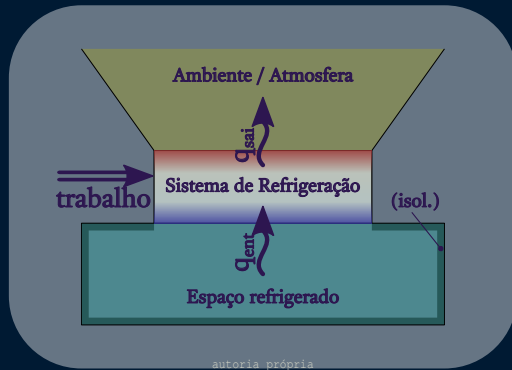 Ambiente / Atmosfera
qsai
Sistema de Refrigeração
trabalho
(isol.)
qent
Espaço refrigerado
autoria própria